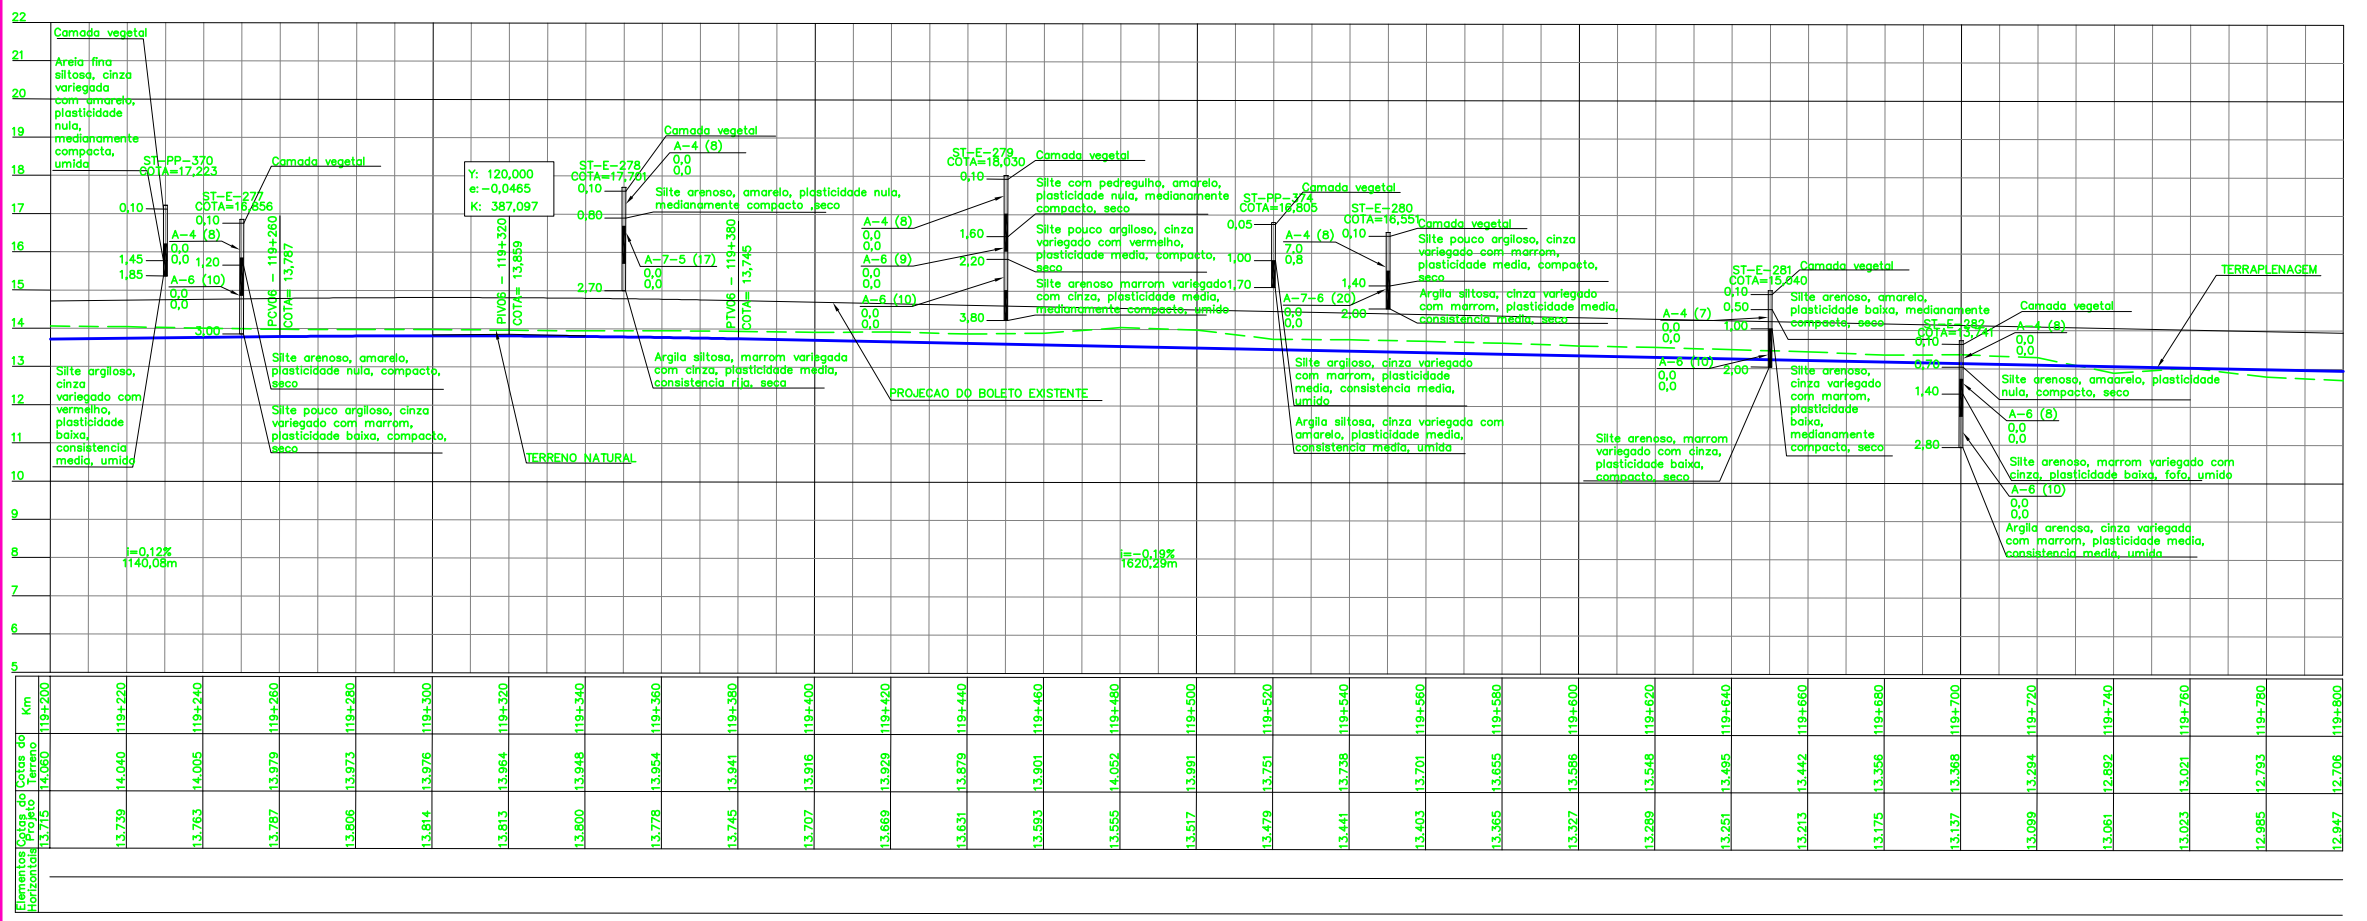 22
21
20
19
18
17
16
15
14
13
12
11
10
9
8
7
6
5
Camada vegetal
Areia fina
siltosa, cinza
variegada
com amarelo,
plasticidade
nula,
medianamente
compacta,
umida
ST-PP-370
COTA=17,223
0,10
1,45
1,85
A-4 (8)
0,0
0,0
A-6 (10)
0,0
0,0
Silte argiloso,
cinza
variegado com
vermelho,
plasticidade
baixa,
consistencia
media, umido
ST-E-277
COTA=16,856
0,10
1,20
3,00
Camada vegetal
PCV06 - 119+260
COTA= 13,787
Silte arenoso, amarelo,
plasticidade nula, compacto,
seco
Silte pouco argiloso, cinza
variegado com marrom,
plasticidade baixa, compacto,
seco
i=0,12%
1140,08m
Y: 120,000
e:-0,0465
K: 387,097
PIV06 - 119+320
COTA= 13,859
TERRENO NATURAL
ST-E-278
COTA=17,701
0,10
0,80
2,70
Camada vegetal
A-4 (8)
0,0
0,0
Silte arenoso, amarelo, plasticidade nula,
medianamente compacto ,seco
A-7-5 (17)
0,0
0,0
Argila siltosa, marrom variegada
com cinza, plasticidade media,
consistencia rija, seca
PTV06 - 119+380
COTA= 13,745
PROJECAO DO BOLETO EXISTENTE
ST-E-279
COTA=18,030
0,10
1,60
2,20
3,80
A-4 (8)
0,0
0,0
A-6 (9)
0,0
0,0
A-6 (10)
0,0
0,0
Camada vegetal
Silte com pedregulho, amarelo,
plasticidade nula, medianamente
compacto, seco
Silte pouco argiloso, cinza
variegado com vermelho,
plasticidade media, compacto,
seco
Silte arenoso marrom variegado
com cinza, plasticidade media,
medianamente compacto, umido
i=-0,19%
1620,29m
ST-PP-374
COTA=16,805
0,05
1,00
1,70
Camada vegetal
A-4 (8)
7,0
0,8
A-7-6 (20)
0,0
0,0
Silte argiloso, cinza variegado
com marrom, plasticidade
media, consistencia media,
umido
Argila siltosa, cinza variegada com
amarelo, plasticidade media,
consistencia media, umida
ST-E-280
COTA=16,551
0,10
1,40
2,00
Camada vegetal
Silte pouco argiloso, cinza
variegado com marrom,
plasticidade media, compacto,
seco
Argila siltosa, cinza variegada
com marrom, plasticidade media,
consistencia media, seca
ST-E-281
COTA=15,040
0,10
0,50
1,00
2,00
A-4 (7)
0,0
0,0
A-6 (10)
0,0
0,0
Camada vegetal
Silte arenoso, amarelo,
plasticidade baixa, medianamente
compacto, seco
Silte arenoso,
cinza variegado
com marrom,
plasticidade
baixa,
medianamente
compacto, seco
Silte arenoso, marrom
variegado com cinza,
plasticidade baixa,
compacto, seco
ST-E-282
COTA=13,741
0,10
0,70
1,40
2,80
Camada vegetal
A-4 (8)
0,0
0,0
Silte arenoso, amarelo, plasticidade
nula, compacto, seco
A-6 (8)
0,0
0,0
Silte arenoso, marrom variegado com
cinza, plasticidade baixa, fofo, umido
A-6 (10)
0,0
0,0
Argila arenosa, cinza variegada
com marrom, plasticidade media,
consistencia media, umida
TERRAPLENAGEM
Km 119+200 119+220 119+240 119+260 119+280 119+300 119+320 119+340 119+360 119+380 119+400 119+420 119+440 119+460 119+480 119+500 119+520 119+540 119+560 119+580 119+600 119+620 119+640 119+660 119+680 119+700 119+720 119+740 119+760 119+780 119+800
Cotas do Terreno 14.060 14.040 14.005 13.979 13.973 13.976 13.964 13.948 13.954 13.941 13.916 13.929 13.879 13.901 14.052 13.991 13.751 13.738 13.701 13.655 13.586 13.548 13.495 13.442 13.356 13.368 13.294 12.892 13.021 12.793 12.706
Cotas do Projeto 13.715 13.739 13.763 13.787 13.806 13.814 13.813 13.800 13.778 13.745 13.707 13.669 13.631 13.593 13.555 13.517 13.479 13.441 13.403 13.365 13.327 13.289 13.251 13.213 13.175 13.137 13.099 13.061 13.023 12.985 12.947
Elementos Horizontais